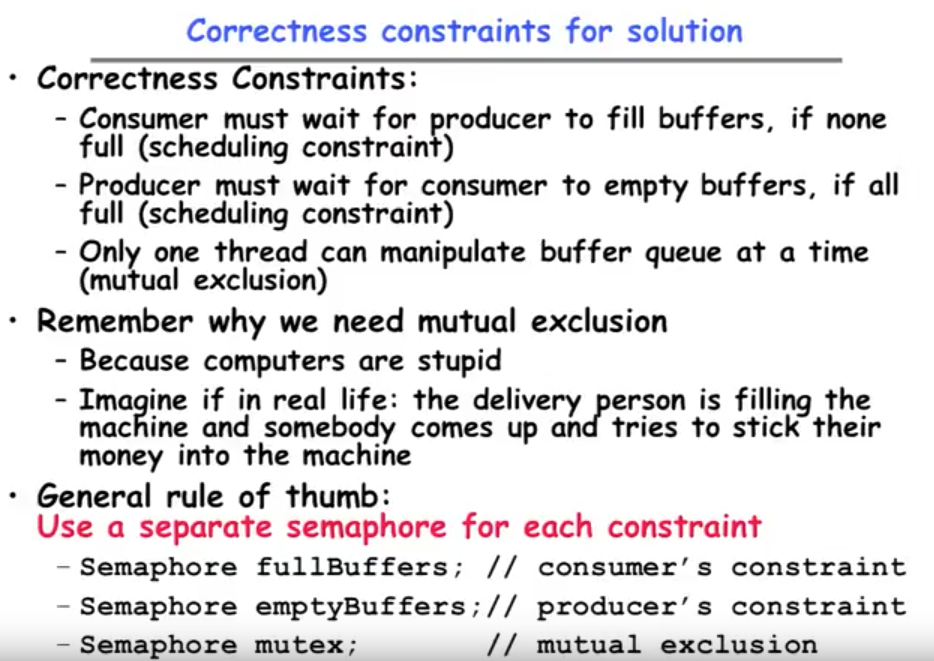 Correctness constraints for solution
• Correctness Constraints:
– Consumer must wait for producer to fill buffers, if none
full (scheduling constraint)
– Producer must wait for consumer to empty buffers, if all
full (scheduling constraint)
– Only one thread can manipulate buffer queue at a time
(mutual exclusion)
• Remember why we need mutual exclusion
– Because computers are stupid
– Imagine if in real life: the delivery person is filling the
machine and somebody comes up and tries to stick their
money into the machine
• General rule of thumb:
Use a separate semaphore for each constraint
– Semaphore fullBuffers; // consumer's constraint
– Semaphore emptyBuffers;// producer's constraint
– Semaphore mutex; // mutual exclusion